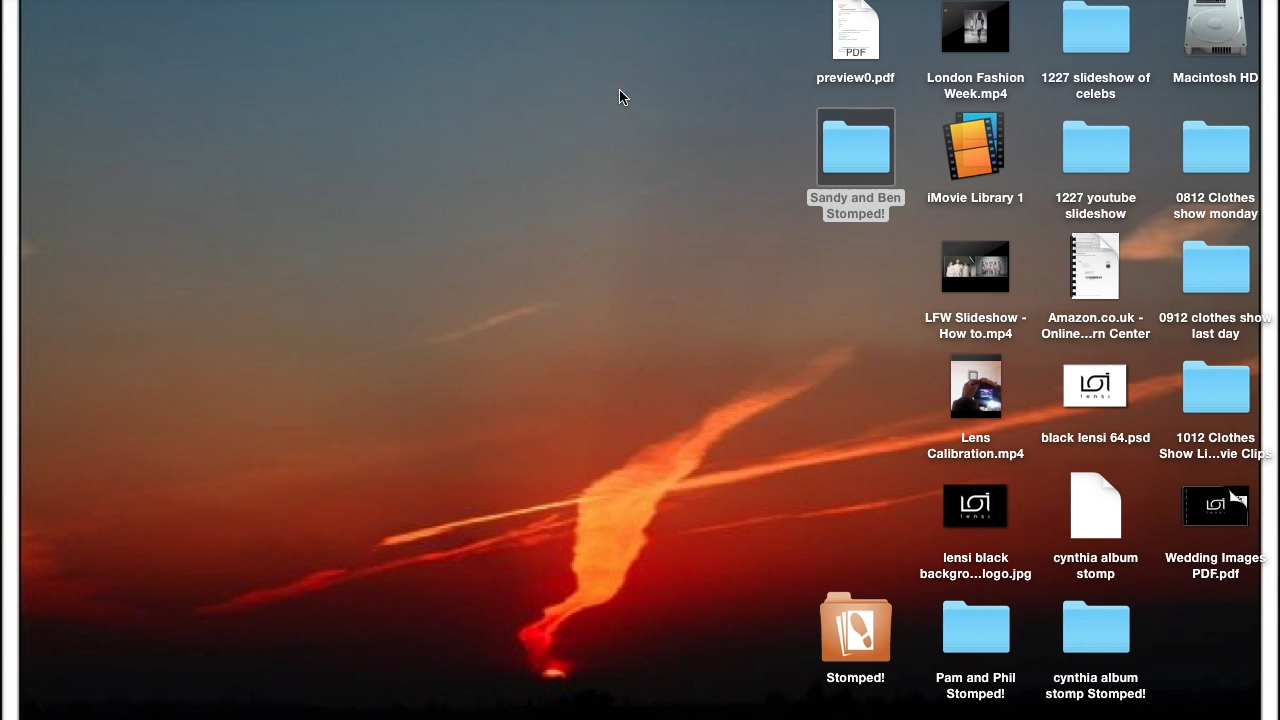 PDF
preview0.pdf
London Fashion
Week.mp4
1227 slideshow of
celebs
Macintosh HD
Sandy and Ben
Stomped!
iMovie Library 1
1227 youtube
slideshow
0812 Clothes
show monday
LFW Slideshow -
How to.mp4
Amazon.co.uk -
Online...rn Center
0912 clothes show
last day
Lens
Calibration.mp4
lensi
black lensi 64.psd
1012 Clothes
Show Li...vie Clips
lensi
lensi black
backgro...logo.jpg
cynthia album
stomp
Wedding Images
PDF.pdf
Stomped!
Pam and Phil
Stomped!
cynthia album
stomp Stomped!